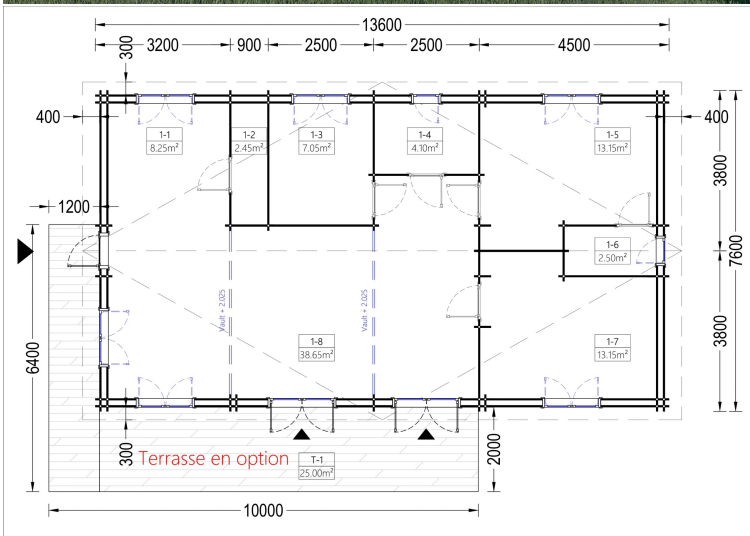 13600
3200
900
2500
2500
4500
300
400
400
1-1
8.25m²
1-2
2.45m²
1-3
7.05m²
1-4
4.10m²
1-5
13.15m²
3800
1200
1-6
2.50m²
7600
Vault + 2.025
Vault + 2.025
1-8
38.65m²
1-7
13.15m²
3800
6400
300
Terrasse en option
T-1
25.00m²
2000
10000